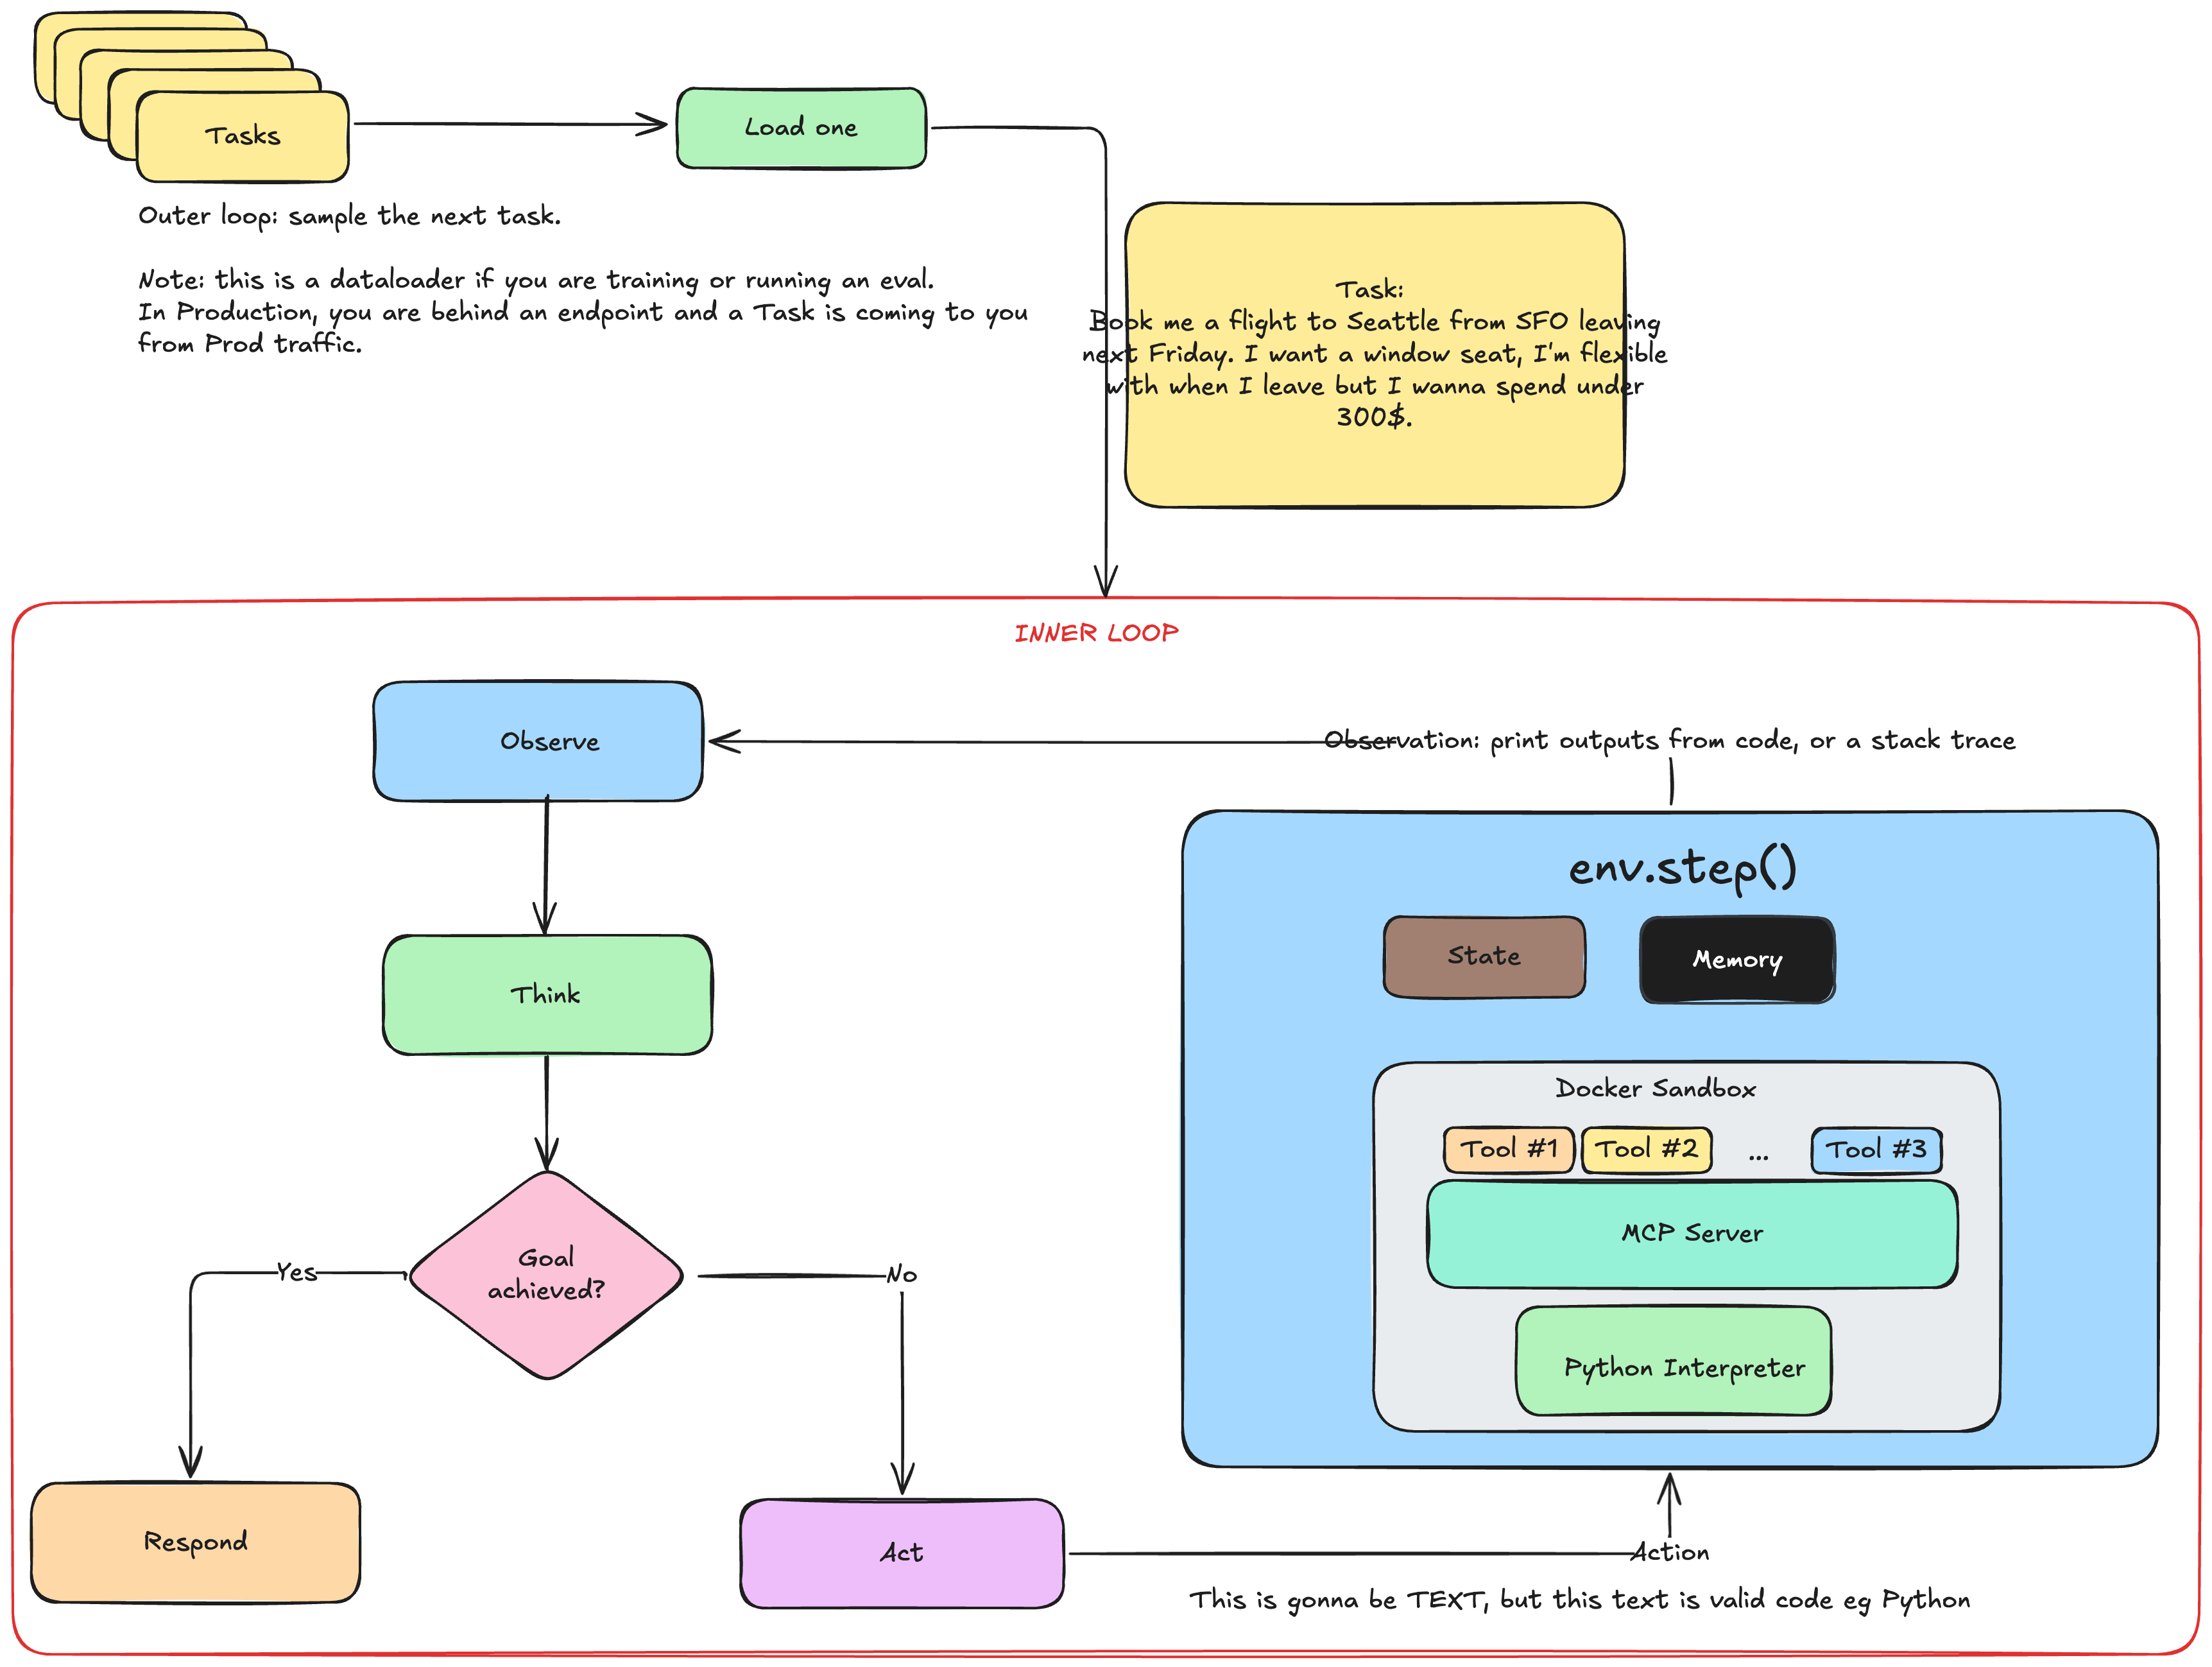 Tasks
Load one
Outer loop: sample the next task.
Note: this is a dataloader if you are training or running an eval.
In Production, you are behind an endpoint and a Task is coming to you
from Prod traffic.
Task:
Book me a flight to Seattle from SFO leaving
next Friday. I want a window seat, I'm flexible
with when I leave but I wanna spend under
300$.
INNER LOOP
Observe
Observation: print outputs from code, or a stack trace
env.step()
State
Memory
Think
Docker Sandbox
Tool #1
Tool #2
...
Tool #3
MCP Server
Goal
achieved?
Yes
No
Python Interpreter
Respond
Act
Action
This is gonna be TEXT, but this text is valid code eg Python